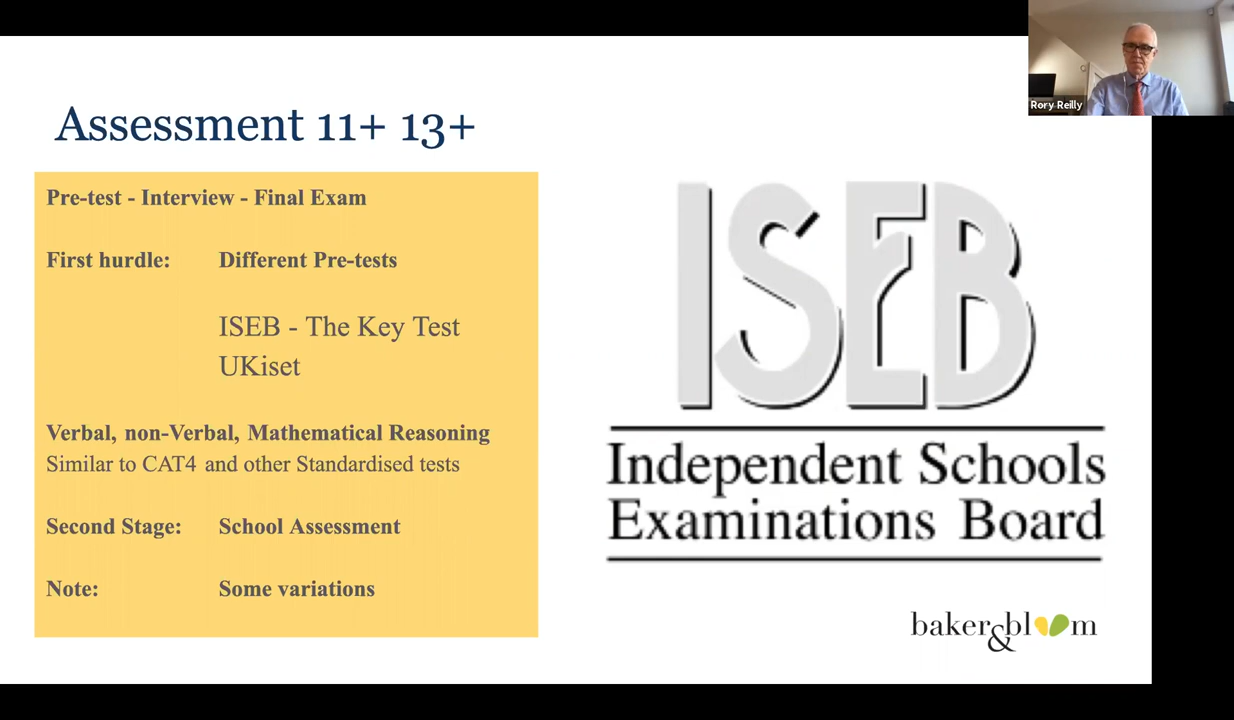 Rory Reilly
Assessment 11+ 13+
Pre-test - Interview - Final Exam
First hurdle: Different Pre-tests
ISEB - The Key Test
UKiset
Verbal, non-Verbal, Mathematical Reasoning
Similar to CAT4 and other Standardised tests
Second Stage: School Assessment
Note: Some variations
ISEB
Independent Schools
Examinations Board
baker&bloom